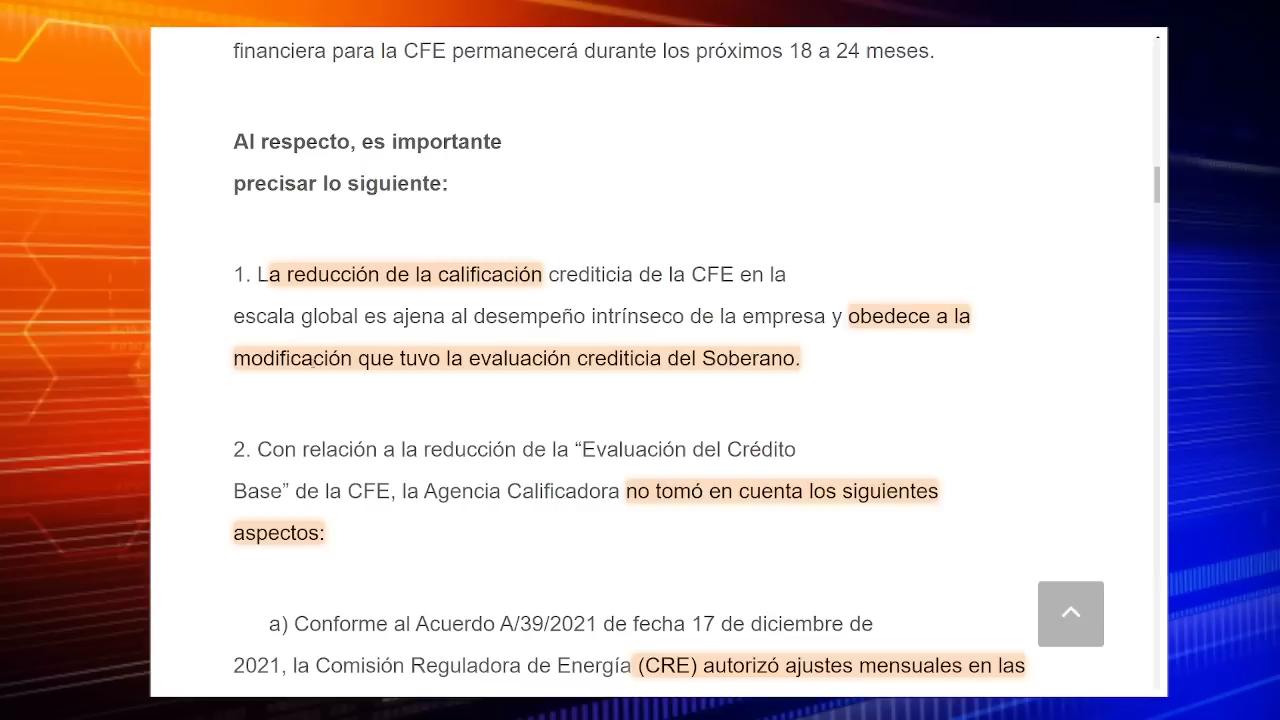 financiera para la CFE permanecerá durante los próximos 18 a 24 meses.
Al respecto, es importante
precisar lo siguiente:
1. La reducción de la calificación crediticia de la CFE en la
escala global es ajena al desempeño intrínseco de la empresa y obedece a la
modificación que tuvo la evaluación crediticia del Soberano.
2. Con relación a la reducción de la “Evaluación del Crédito
Base” de la CFE, la Agencia Calificadora no tomó en cuenta los siguientes
aspectos:
a) Conforme al Acuerdo A/39/2021 de fecha 17 de diciembre de
2021, la Comisión Reguladora de Energía (CRE) autorizó ajustes mensuales en las